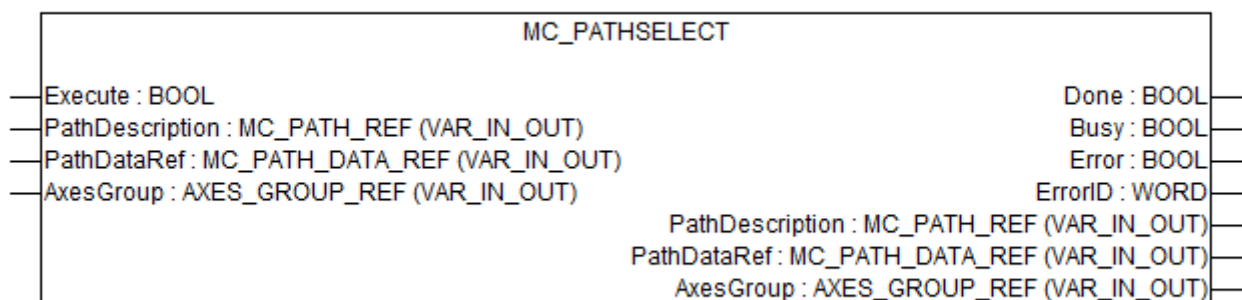 MC_PATHSELECT
Execute : BOOL
Done : BOOL
PathDescription : MC_PATH_REF (VAR_IN_OUT)
Busy : BOOL
PathDataRef : MC_PATH_DATA_REF (VAR_IN_OUT)
Error : BOOL
AxesGroup : AXES_GROUP_REF (VAR_IN_OUT)
ErrorID : WORD
PathDescription : MC_PATH_REF (VAR_IN_OUT)
PathDataRef : MC_PATH_DATA_REF (VAR_IN_OUT)
AxesGroup : AXES_GROUP_REF (VAR_IN_OUT)